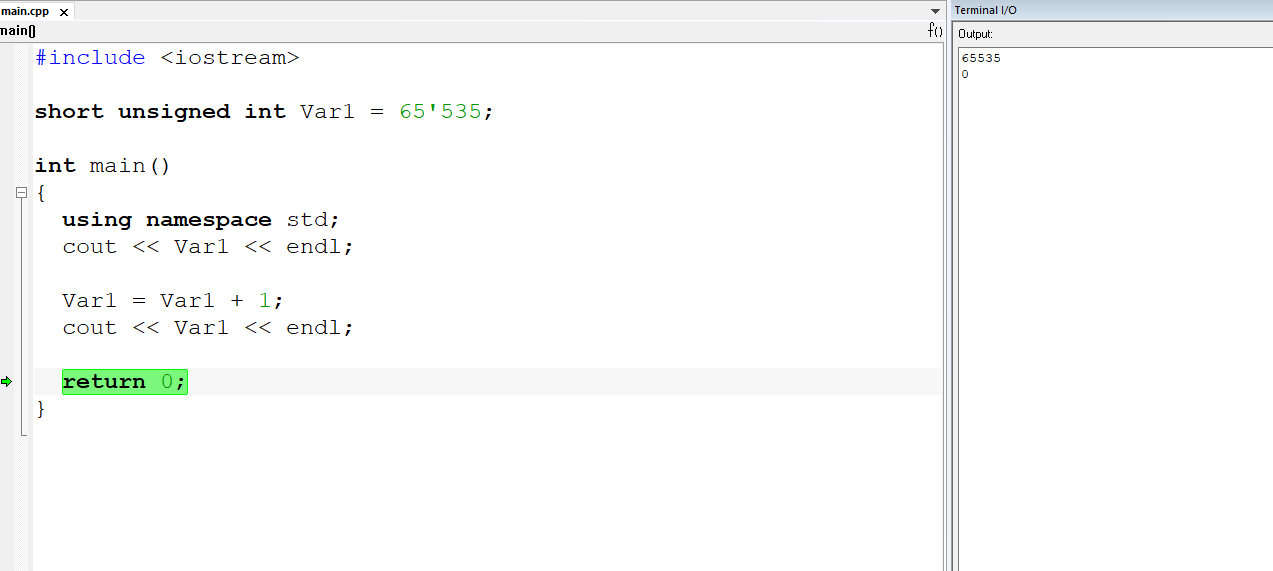 main.cpp x
main()
f()
#include <iostream>
short unsigned int Var1 = 65'535;
int main()
{
using namespace std;
cout << Var1 << endl;
Var1 = Var1 + 1;
cout << Var1 << endl;
return 0;
}
Terminal I/O
Output:
65535
0